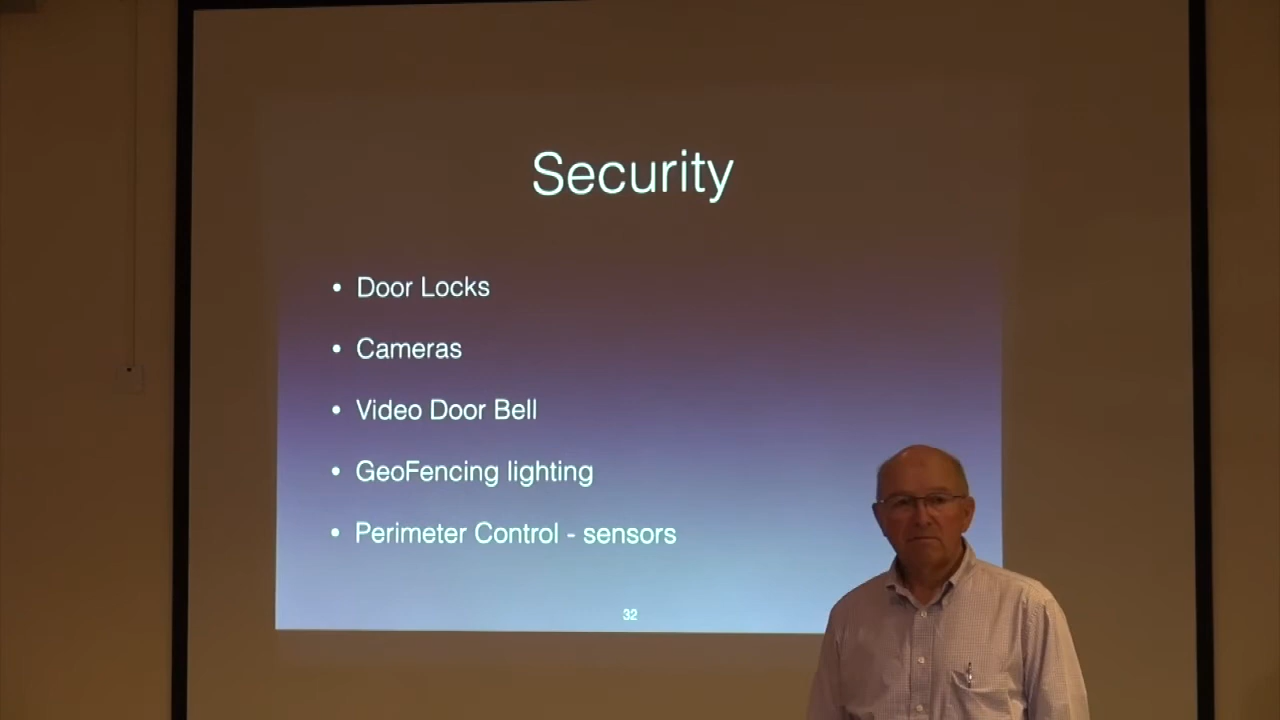 Security
• Door Locks
• Cameras
• Video Door Bell
• GeoFencing lighting
• Perimeter Control - sensors
32